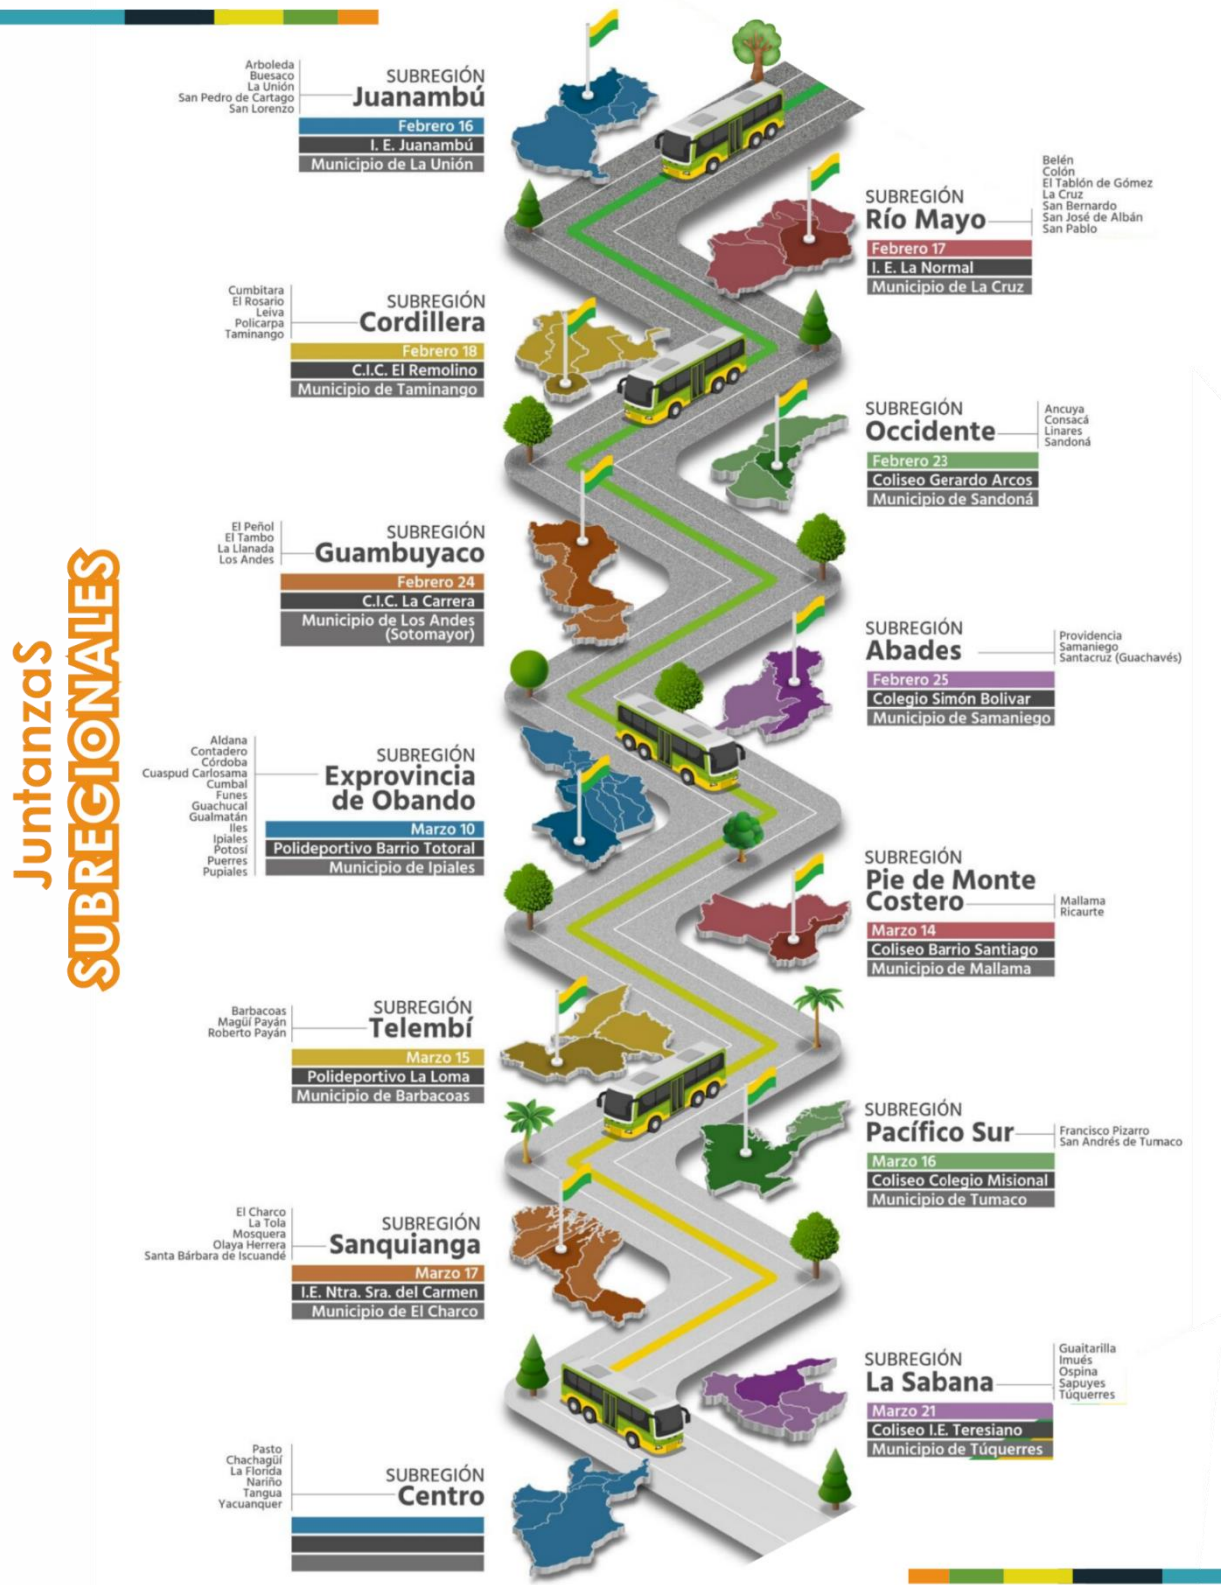 Juntanzas
SUBREGIONALES
Arboleda
Buesaco
La Unión
San Pedro de Cartago
San Lorenzo
SUBREGIÓN
Juanambú
Febrero 16
I. E. Juanambú
Municipio de La Unión
SUBREGIÓN
Río Mayo
Belén
Colón
El Tablón de Gómez
La Cruz
San Bernardo
San José de Albán
San Pablo
Febrero 17
I. E. La Normal
Municipio de La Cruz
Cumbitara
El Rosario
Leiva
Policarpa
Taminango
SUBREGIÓN
Cordillera
Febrero 18
C.I.C. El Remolino
Municipio de Taminango
SUBREGIÓN
Occidente
Ancuya
Consacá
Linares
Sandoná
Febrero 23
Coliseo Gerardo Arcos
Municipio de Sandoná
El Peñol
El Tambo
La Llanada
Los Andes
SUBREGIÓN
Guambuyaco
Febrero 24
C.I.C. La Carrera
Municipio de Los Andes
(Sotomayor)
SUBREGIÓN
Abades
Providencia
Samaniego
Santacruz (Guachavés)
Febrero 25
Colegio Simón Bolivar
Municipio de Samaniego
Aldana
Contadero
Córdoba
Cuaspud Carlosama
Cumbal
Funes
Guachucal
Gualmatán
Iles
Ipiales
Potosí
Puerres
Pupiales
SUBREGIÓN
Exprovincia
de Obando
Marzo 10
Polideportivo Barrio Totoral
Municipio de Ipiales
SUBREGIÓN
Pie de Monte
Costero
Mallama
Ricaurte
Marzo 14
Coliseo Barrio Santiago
Municipio de Mallama
Barbacoas
Magüí Payán
Roberto Payán
SUBREGIÓN
Telembí
Marzo 15
Polideportivo La Loma
Municipio de Barbacoas
SUBREGIÓN
Pacífico Sur
Francisco Pizarro
San Andrés de Tumaco
Marzo 16
Coliseo Colegio Misional
Municipio de Tumaco
El Charco
La Tola
Mosquera
Olaya Herrera
Santa Bárbara de Iscuandé
SUBREGIÓN
Sanquianga
Marzo 17
I.E. Ntra. Sra. del Carmen
Municipio de El Charco
SUBREGIÓN
La Sabana
Guaitarilla
Imués
Ospina
Sapuyes
Túquerres
Marzo 21
Coliseo I.E. Teresiano
Municipio de Túquerres
Pasto
Chachagüí
La Florida
Nariño
Tangua
Yacuanquer
SUBREGIÓN
Centro